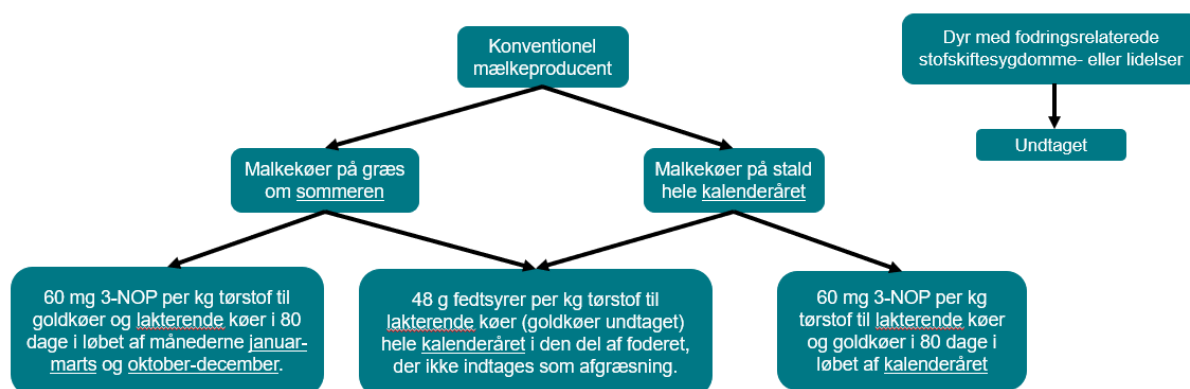 Konventionel
mælkeproducent
Dyr med fodringsrelaterede
stofskiftesygdomme- eller lidelser
Undtaget
Malkekøer på græs
om sommeren
Malkekøer på stald
hele kalenderåret
60 mg 3-NOP per kg tørstof til
goldkøer og lakterende køer i 80
dage i løbet af månederne januar-
marts og oktober-december.
48 g fedtsyrer per kg tørstof til
lakterende køer (goldkøer undtaget)
hele kalenderåret i den del af foderet,
der ikke indtages som afgræsning.
60 mg 3-NOP per kg
tørstof til lakterende køer
og goldkøer i 80 dage i
løbet af kalenderåret